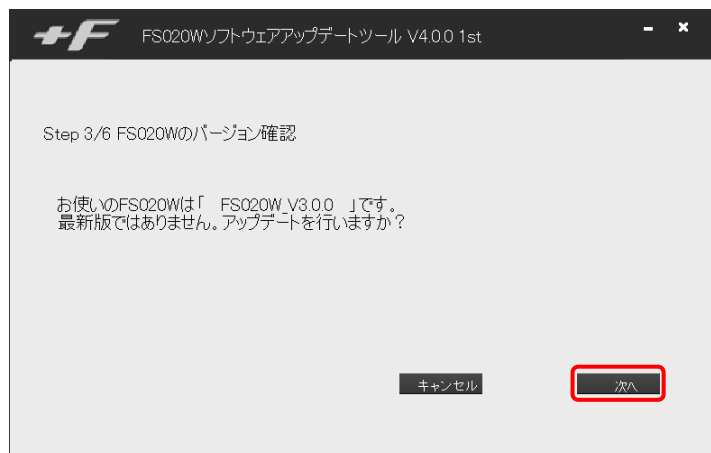 +F FS020Wソフトウェアアップデートツール V4.0.0 1st
Step 3/6 FS020Wのバージョン確認
お使いのFS020Wは「 FS020W_V3.0.0 」です。
最新版ではありません。アップデートを行いますか?
キャンセル 次へ